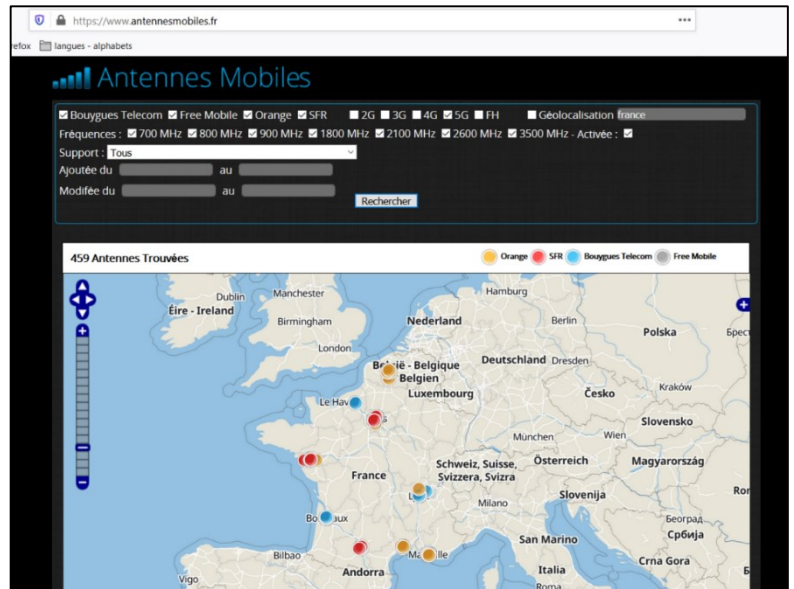 https://www.antennesmobiles.fr
efox langues - alphabets
Antennes Mobiles
Bouygues Telecom Free Mobile Orange SFR 2G 3G 4G 5G FH Géolocalisation france
Fréquences : 700 MHz 800 MHz 900 MHz 1800 MHz 2100 MHz 2600 MHz 3500 MHz - Activée :
Support : Tous
Ajoutée du au
Modifée du au
Rechercher
459 Antennes Trouvées Orange SFR Bouygues Telecom Free Mobile
Dublin Manchester Hamburg
Éire - Ireland
Birmingham Nederland Berlin
Polska
London
België - Belgique Deutschland Dresden
Belgien
Luxembourg Česko Kraków
Le Hav
Slovensko
München Wien
Schweiz, Suisse, Österreich Magyarország
France Svizzera, Svizra
Slovenija
Milano
Београд
San Marino Србија
Bilbao
Italia Crna Gora
Andorra
Vigo Roma